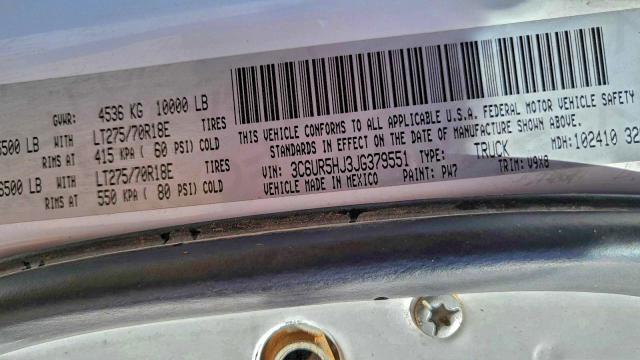 GVWR: 4536 KG 10000 LB
6500 LB WITH LT275/70R18E TIRES
RIMS AT 415 KPA ( 60 PSI) COLD
6500 LB WITH LT275/70R18E TIRES
RIMS AT 550 KPA ( 80 PSI) COLD
THIS VEHICLE CONFORMS TO ALL APPLICABLE U.S.A. FEDERAL MOTOR VEHICLE SAFETY
STANDARDS IN EFFECT ON THE DATE OF MANUFACTURE SHOWN ABOVE.
VIN: 3C6UR5HJ3JG379551 TYPE: TRUCK MDH: 102410 32
VEHICLE MADE IN MEXICO PAINT: PW7 TRIM: V9X8